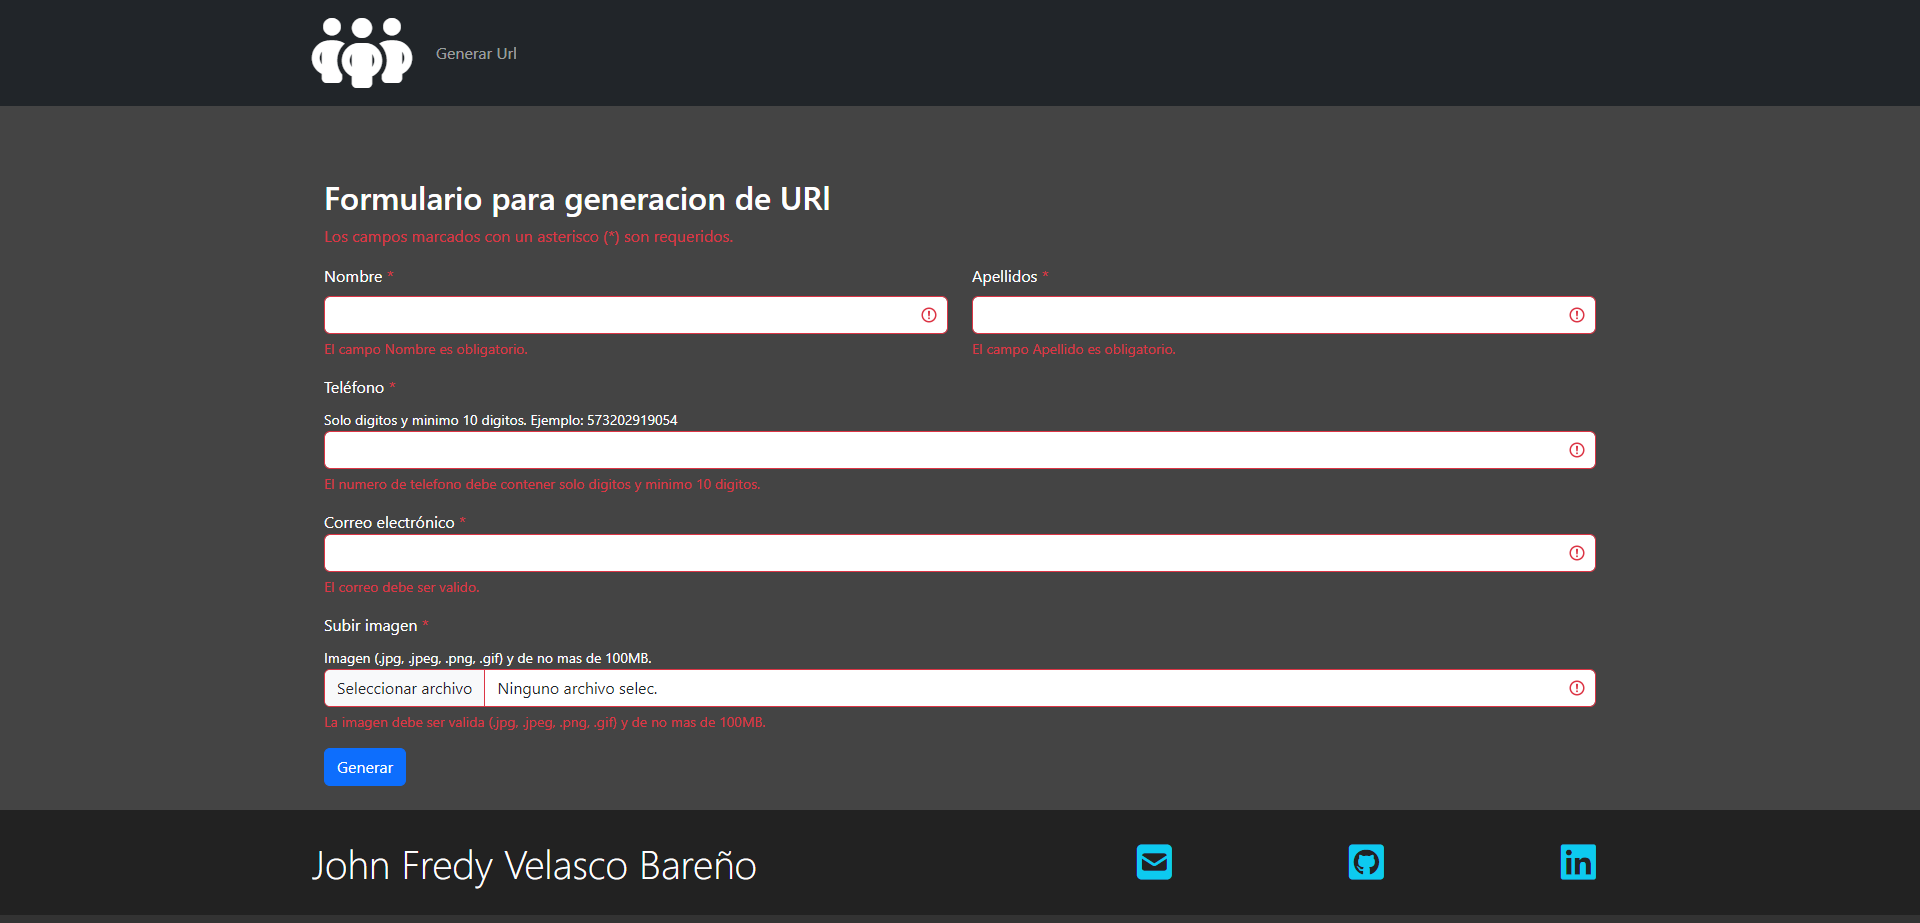 Generar Url
Formulario para generacion de URl
Los campos marcados con un asterisco (*) son requeridos.
Nombre *
Apellidos *
El campo Nombre es obligatorio.
El campo Apellido es obligatorio.
Teléfono *
Solo digitos y minimo 10 digitos. Ejemplo: 573202919054
El numero de telefono debe contener solo digitos y minimo 10 digitos.
Correo electrónico *
El correo debe ser valido.
Subir imagen *
Imagen (.jpg, .jpeg, .png, .gif) y de no mas de 100MB.
Seleccionar archivo Ninguno archivo selec.
La imagen debe ser valida (.jpg, .jpeg, .png, .gif) y de no mas de 100MB.
Generar
John Fredy Velasco Bareño
in